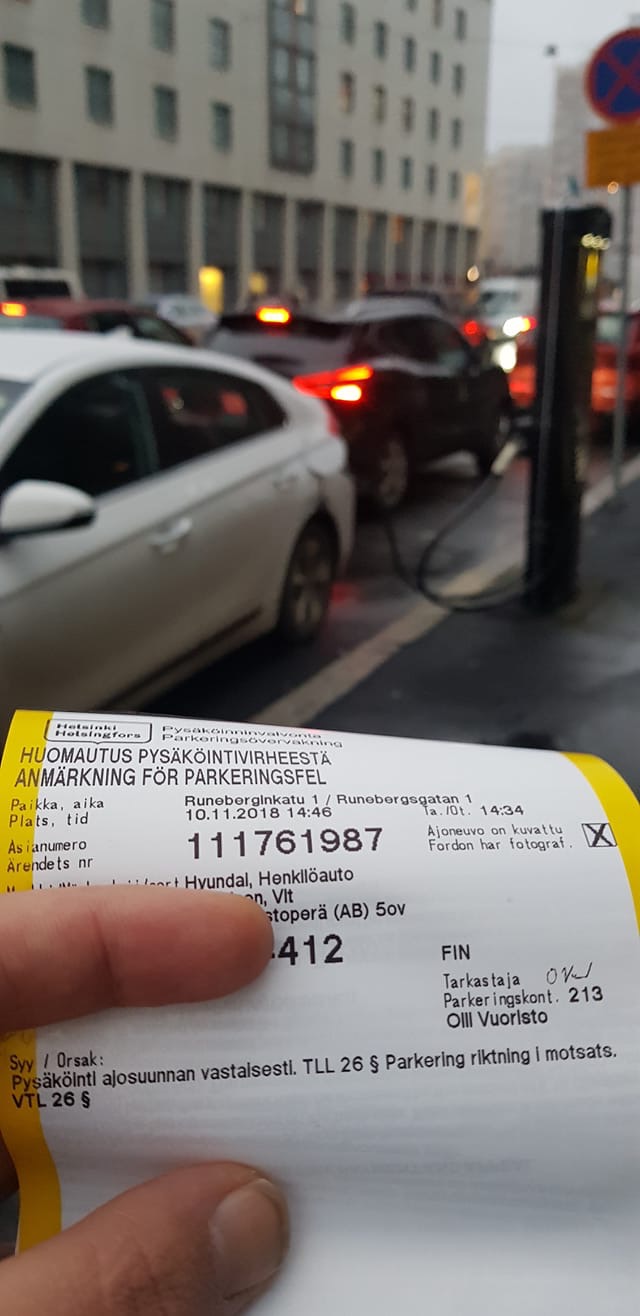 Helsinki
Helsingfors
Pysäköinninvalvonta
Parkeringsövervakning
HUOMAUTUS PYSÄKÖINTIVIRHEESTÄ
ANMÄRKNING FÖR PARKERINGSFEL
Paikka, aika
Plats, tid
Runeberginkatu 1 / Runebergsgatan 1
10.11.2018 14:46
Ta./Ot. 14:34
Asianumero
Ärendets nr
111761987
Ajoneuvo on kuvattu
Fordon har fotograf. X
Hyundai, Henkilöauto
Vit
stoperä (AB) 5ov
412
FIN
Tarkastaja
Parkeringskont. 213
Olli Vuoristo
Syy / Orsak:
Pysäköinti ajosuunnan vastaisesti. TLL 26 § Parkering riktning i motsats.
VTL 26 §